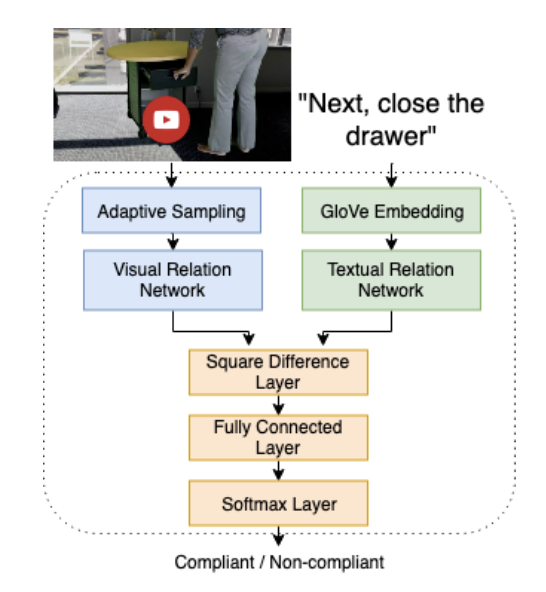 "Next, close the
drawer"
Adaptive Sampling
GloVe Embedding
Visual Relation
Network
Textual Relation
Network
Square Difference
Layer
Fully Connected
Layer
Softmax Layer
Compliant / Non-compliant